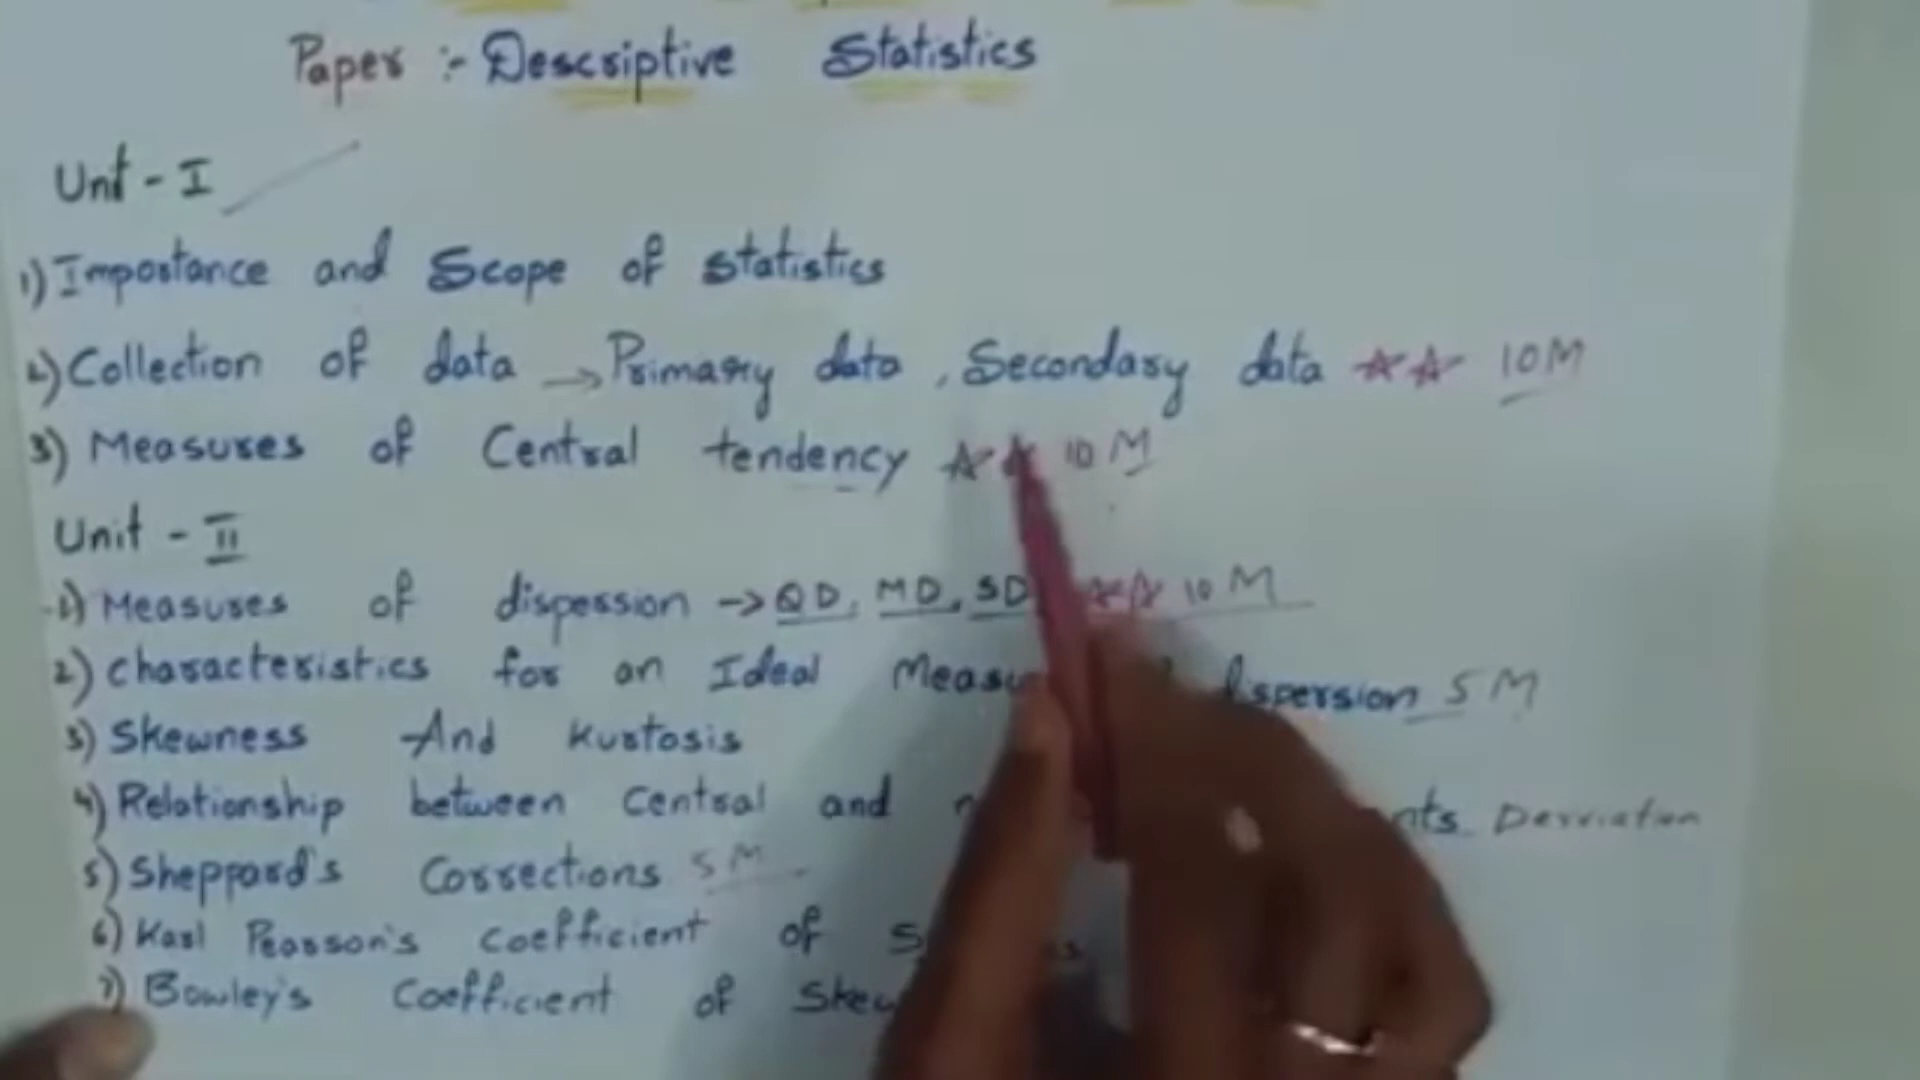 Paper :- Descriptive Statistics
Unit - I
1) Importance and Scope of Statistics
2) Collection of data → Primary data, Secondary data ☆☆ 10M
3) Measures of Central tendency ☆☆ 10M
Unit - II
1) Measures of dispersion → QD, MD, SD, ☆☆ 10M
2) Characteristics for an Ideal dispersion 5M
3) Skewness And Kurtosis
4) Relationship between Central and Derviation
5) Sheppard's Corrections 5M
6) Karl Pearson's Coefficient of
7) Bowley's Coefficient of